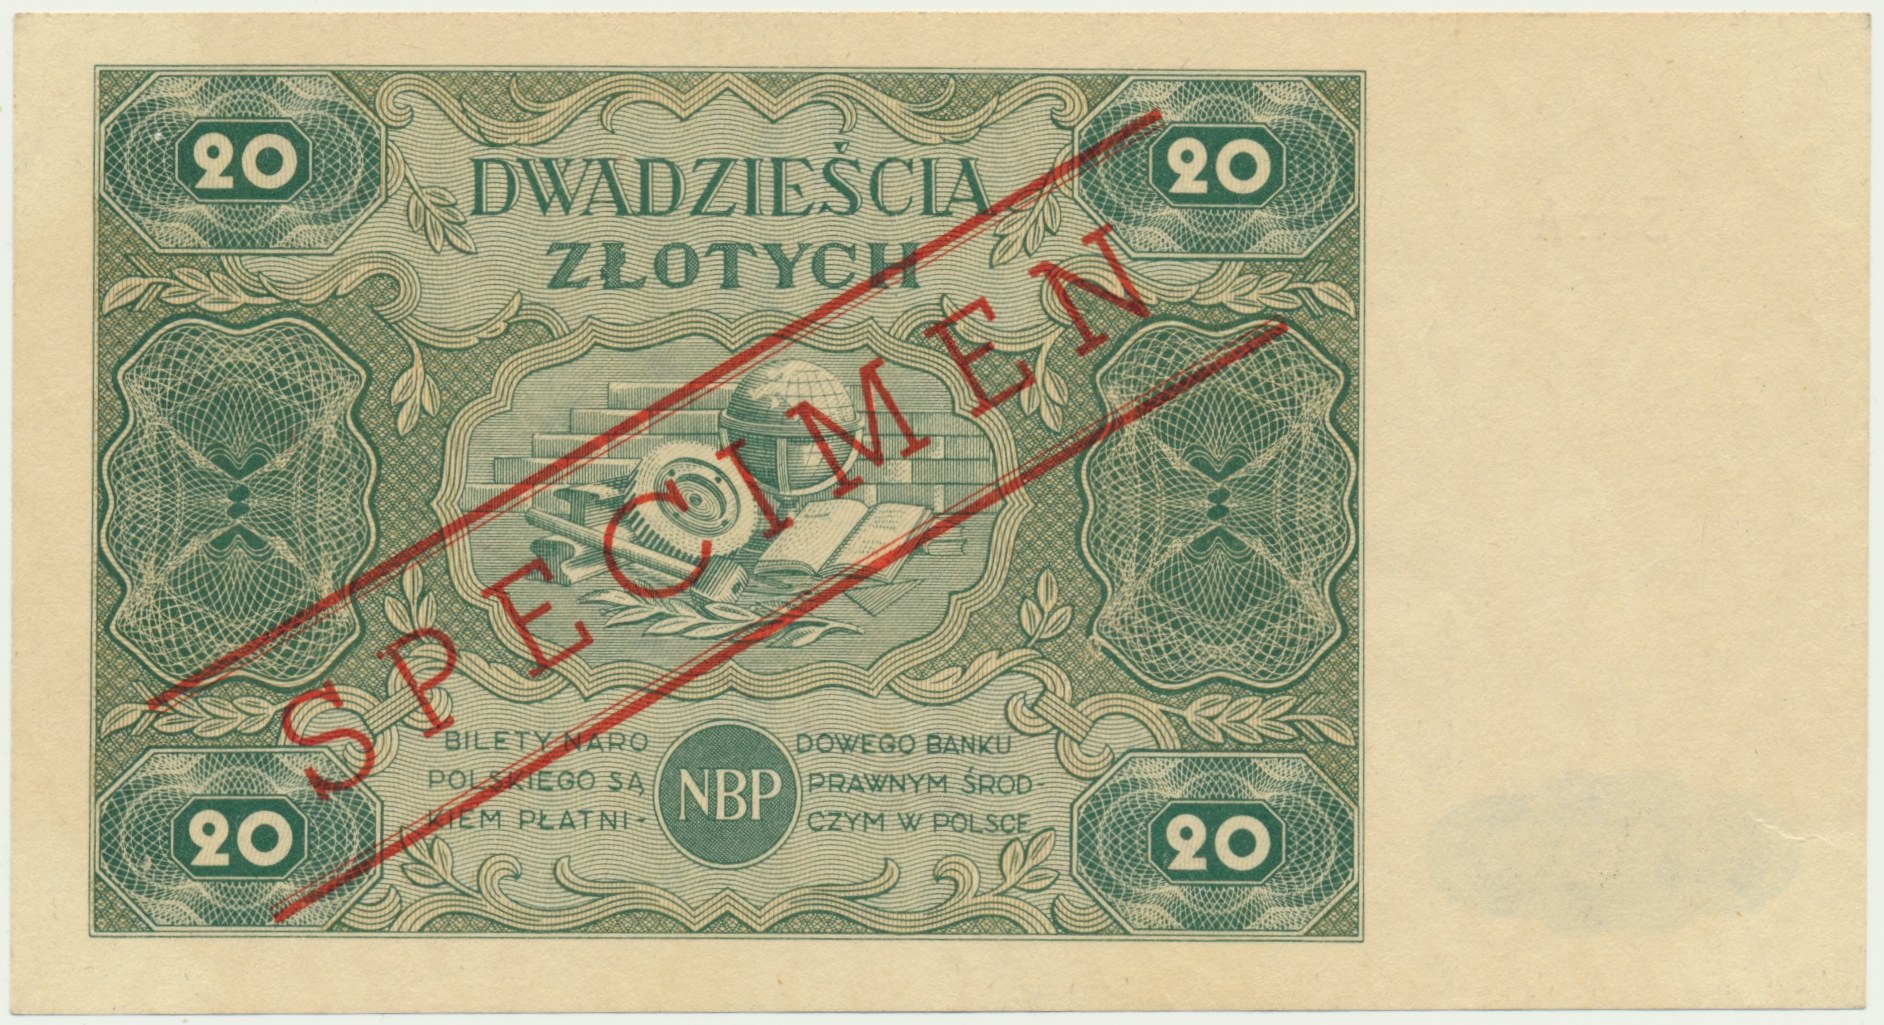 20
20
DWADZIEŚCIA
ZŁOTYCH
SPECIMEN
BILETY NARO DOWEGO BANKU
POLSKIEGO SĄ NBP PRAWNYM ŚROD-
KIEM PŁATNI- CZYM W POLSCE
20
20